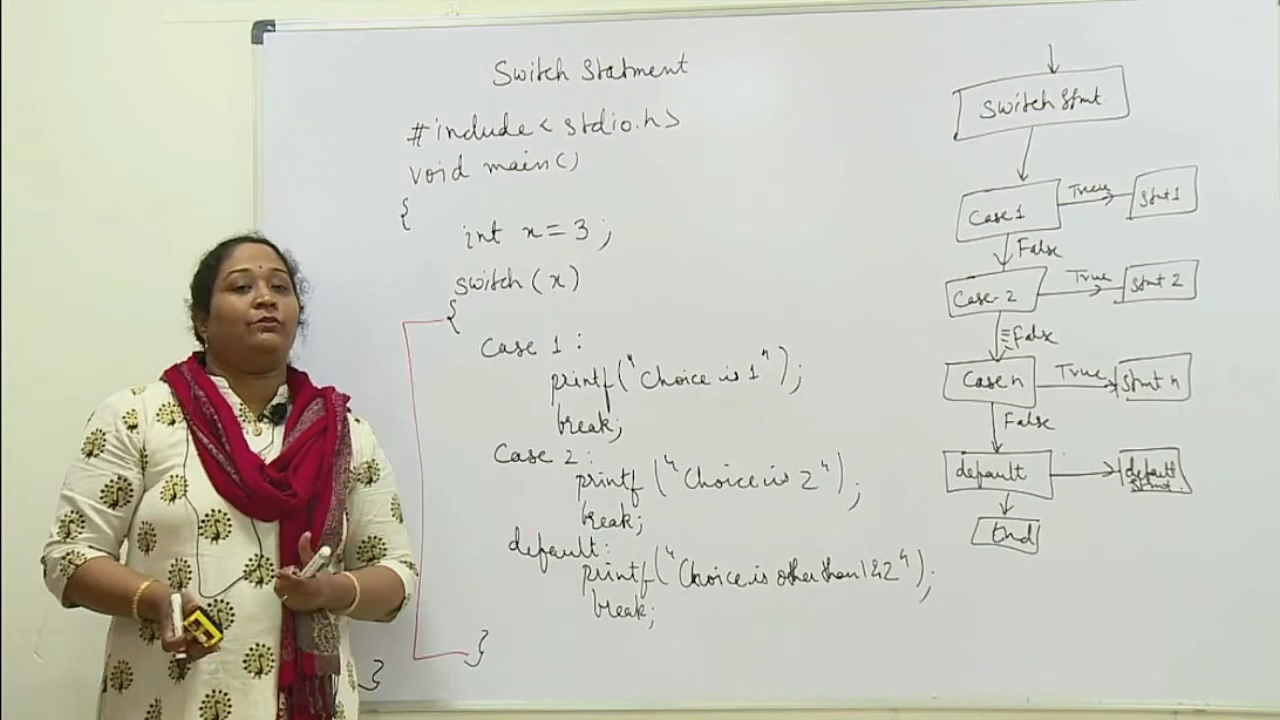 Switch Statment
#include < stdio.h>
void main()
{
int x = 3 ;
switch (x)
{
Case 1 :
printf("Choice is 1");
break;
Case 2 :
printf ("Choice is 2");
break;
default:
printf("Choice is other than 1&2");
break;
}
}
Switch Stmt.
Case 1
True
Stmt 1
False
Case 2
True
Stmt 2
False
Case n
True
Stmt n
False
default
default
Stmt.
End